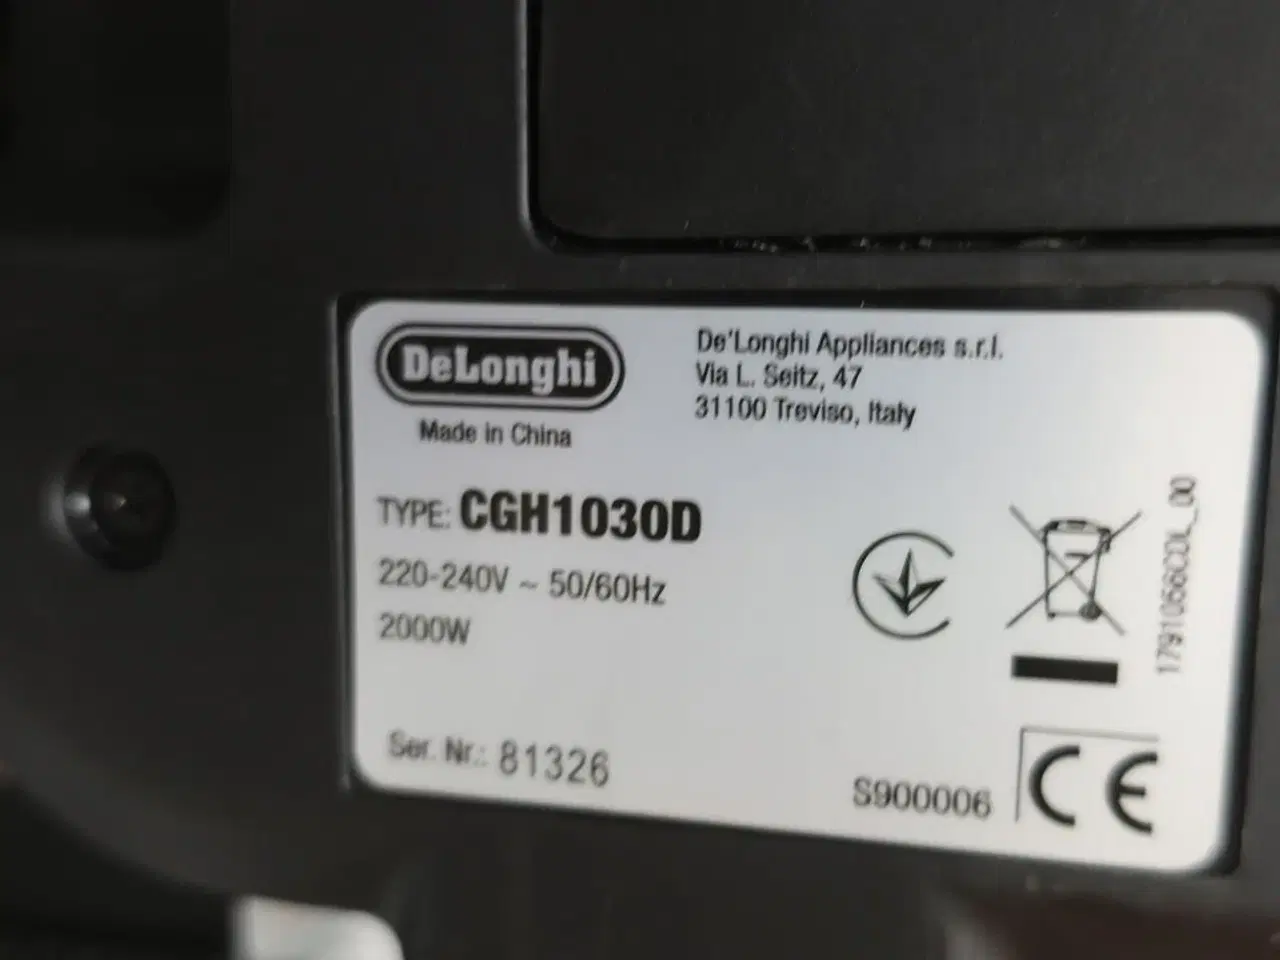 DeLonghi
Made in China
De'Longhi Appliances s.r.l.
Via L. Seitz, 47
31100 Treviso, Italy
TYPE: CGH1030D
220-240V ~ 50/60Hz
2000W
Ser. Nr.: 81326
S900006
CE
1791066CDL_00